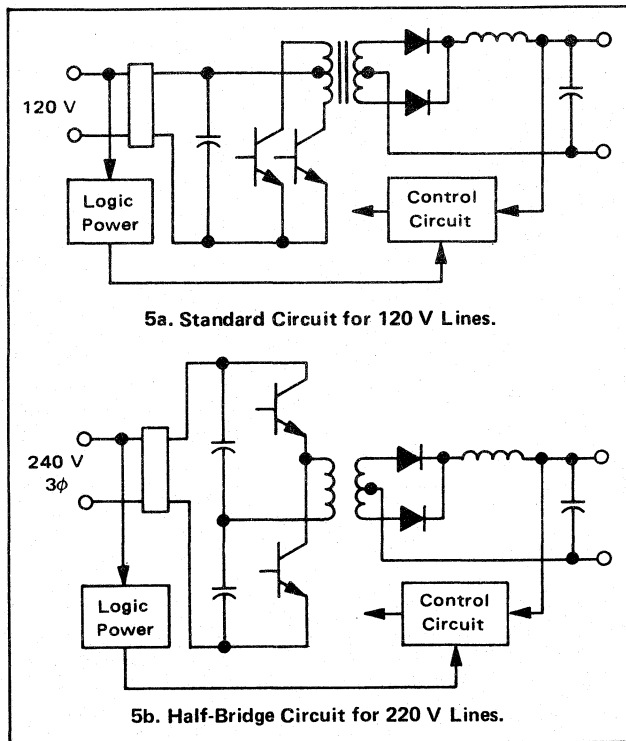 120 V
Logic
Power
Control
Circuit
5a. Standard Circuit for 120 V Lines.
240 V
3ϕ
Logic
Power
Control
Circuit
5b. Half-Bridge Circuit for 220 V Lines.